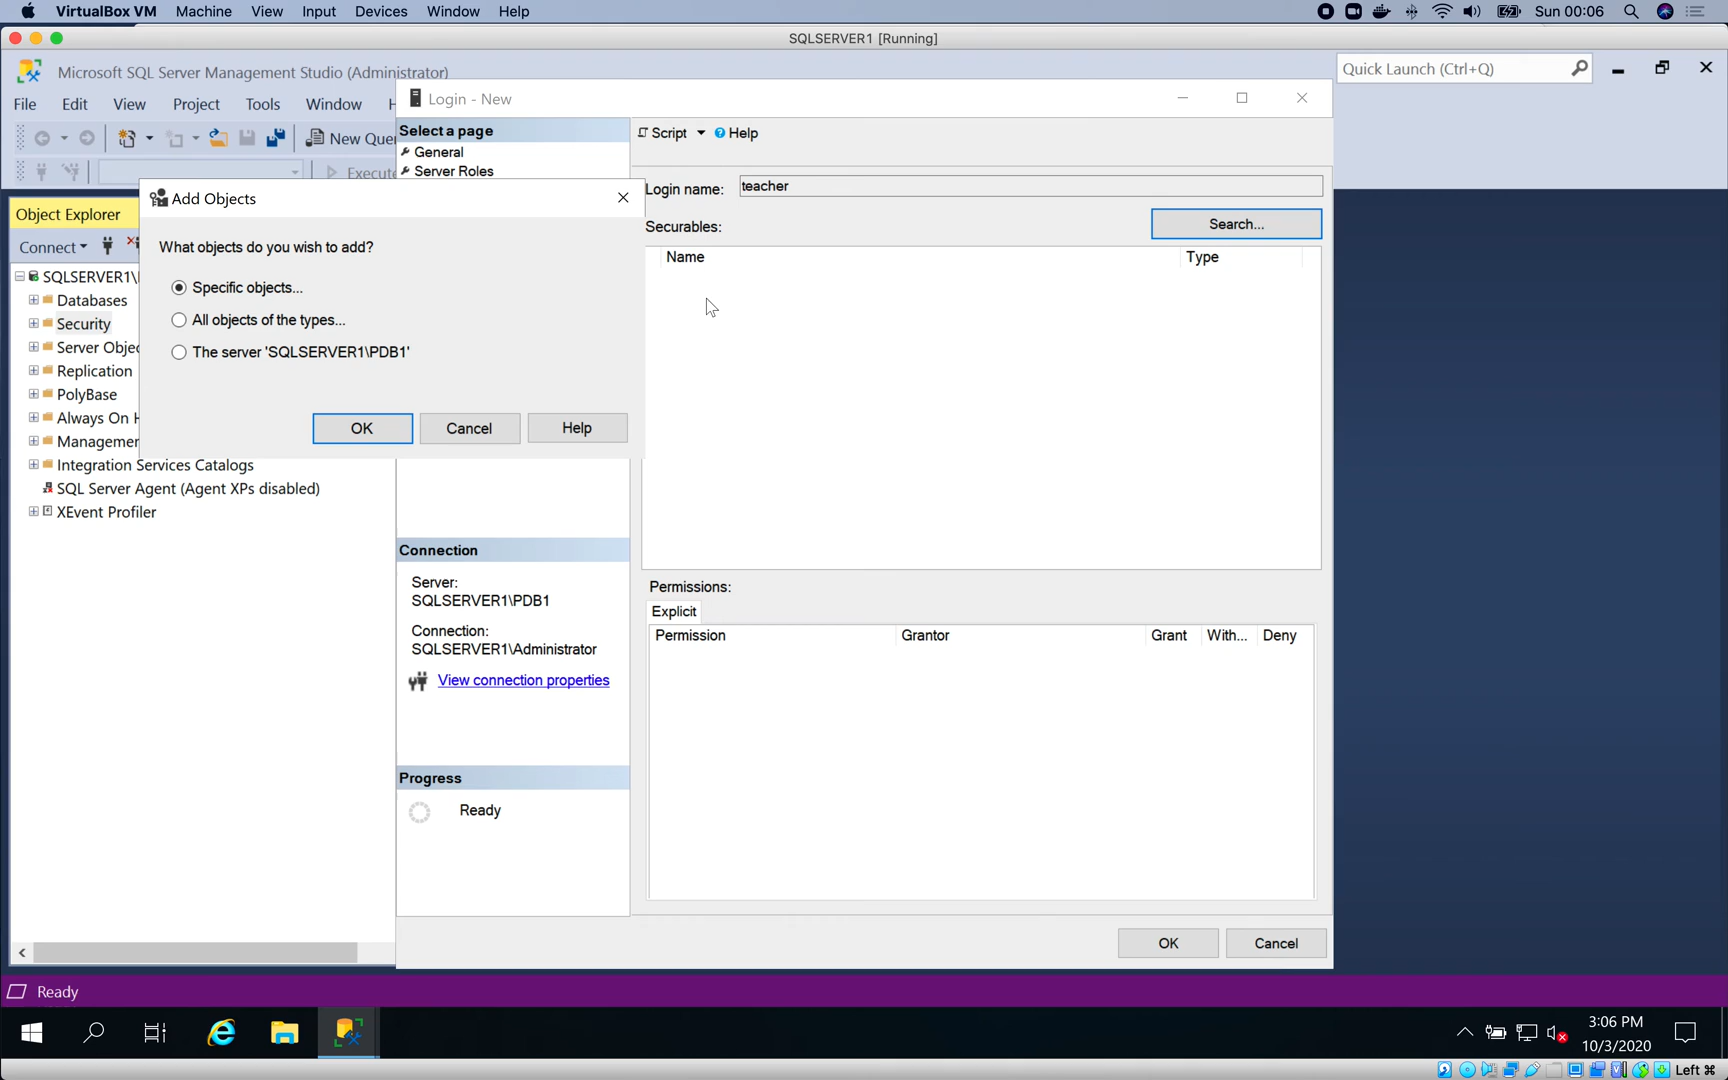 VirtualBox VM Machine View Input Devices Window Help Sun 00:06
SQLSERVER1 [Running]
Microsoft SQL Server Management Studio (Administrator)
Quick Launch (Ctrl+Q)
File Edit View Project Tools Window
Login - New
New Que
Execute
Select a page
General
Server Roles
Script Help
Login name: teacher
Securables:
Search...
Name Type
Add Objects
What objects do you wish to add?
Specific objects...
All objects of the types...
The server 'SQLSERVER1\PDB1'
OK Cancel Help
Object Explorer
Connect
SQLSERVER1\
Databases
Security
Server Objec
Replication
PolyBase
Always On H
Managemen
Integration Services Catalogs
SQL Server Agent (Agent XPs disabled)
XEvent Profiler
Connection
Server:
SQLSERVER1\PDB1
Connection:
SQLSERVER1\Administrator
View connection properties
Progress
Ready
Permissions:
Explicit
Permission Grantor Grant With... Deny
OK Cancel
Ready
3:06 PM
10/3/2020
Left ⌘